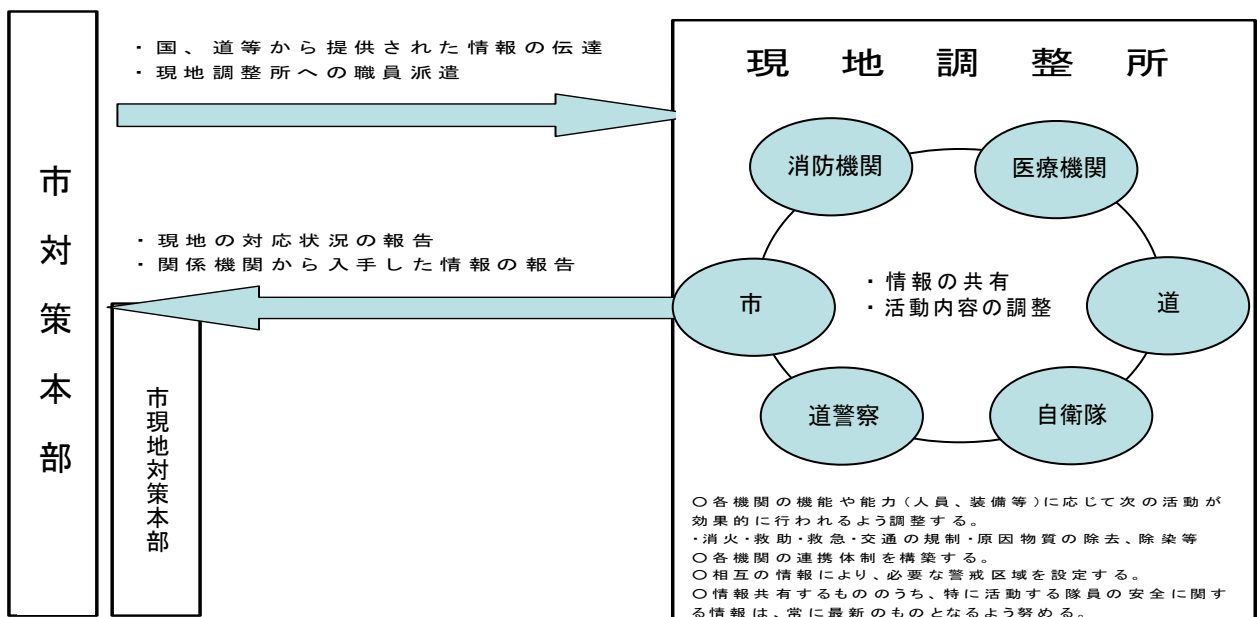 市対策本部
・国、道等から提供された情報の伝達
・現地調整所への職員派遣
・現地の対応状況の報告
・関係機関から入手した情報の報告
市現地対策本部
現地調整所
消防機関
医療機関
市
・情報の共有
・活動内容の調整
道
道警察
自衛隊
〇各機関の機能や能力(人員、装備等)に応じて次の活動が
効果的に行われるよう調整する。
・消火・救助・救急・交通の規制・原因物質の除去、除染等
〇各機関の連携体制を構築する。
〇相互の情報により、必要な警戒区域を設定する。
〇情報共有するもののうち、特に活動する隊員の安全に関す
る情報は、常に最新のものとなるよう努める。